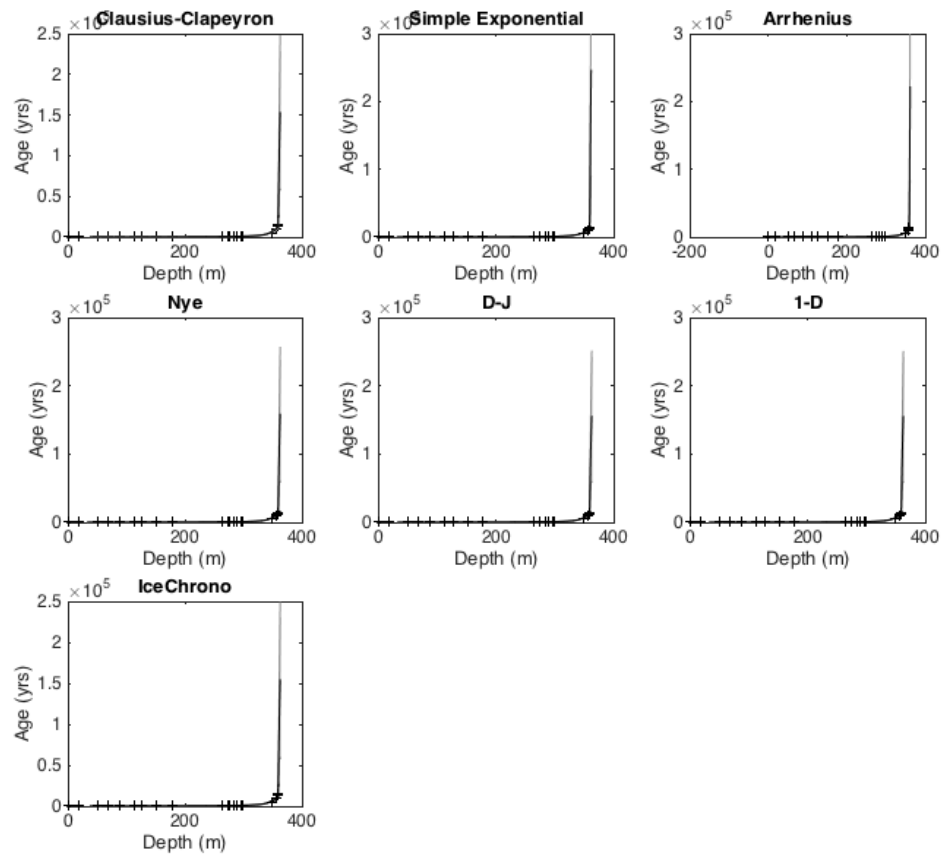 ×10
Clausius-Clapeyron
2.5
2
1.5
1
0.5
0
Age (yrs)
0 200 400
Depth (m)
×10
Simple Exponential
3
2
1
0
Age (yrs)
0 200 400
Depth (m)
×10⁵
Arrhenius
3
2
1
0
Age (yrs)
-200 0 200 400
Depth (m)
×10⁵
Nye
3
2
1
0
Age (yrs)
0 200 400
Depth (m)
×10⁵
D-J
3
2
1
0
Age (yrs)
0 200 400
Depth (m)
×10⁵
1-D
3
2
1
0
Age (yrs)
0 200 400
Depth (m)
×10⁵
IceChrono
2.5
2
1.5
1
0.5
0
Age (yrs)
0 200 400
Depth (m)